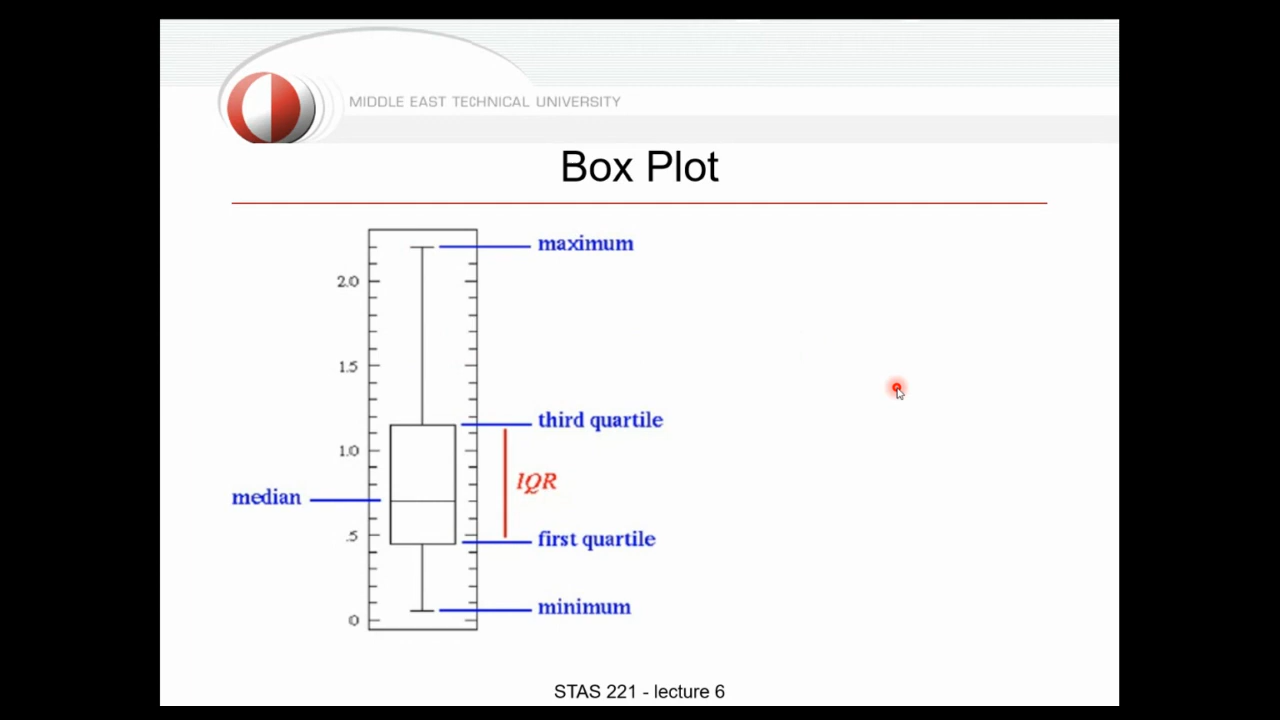 MIDDLE EAST TECHNICAL UNIVERSITY
Box Plot
maximum
2.0
1.5
third quartile
1.0
IQR
median
.5
first quartile
minimum
0
STAS 221 - lecture 6